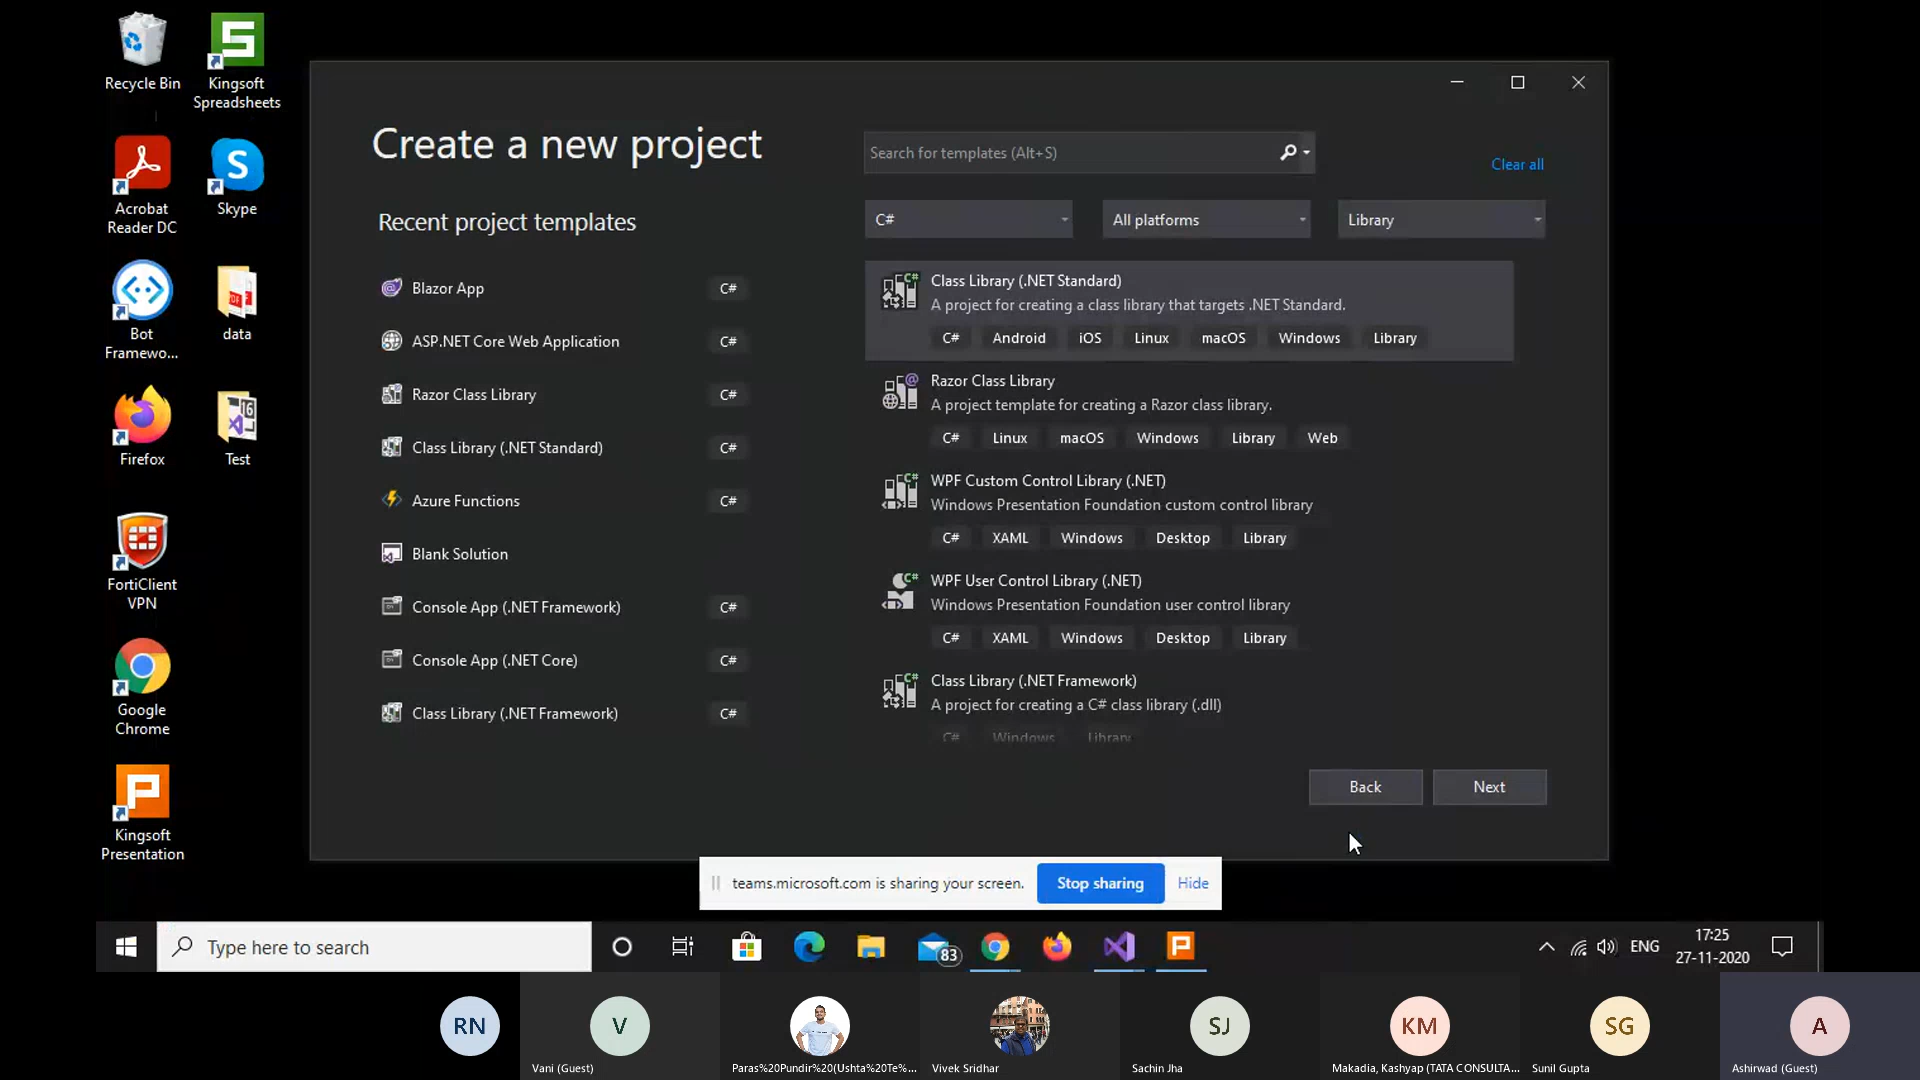 Recycle Bin
Kingsoft
Spreadsheets
Acrobat
Reader DC
Skype
Bot
Framewo...
data
Firefox
Test
FortiClient
VPN
Google
Chrome
Kingsoft
Presentation
Create a new project
Search for templates (Alt+S)
Clear all
C#
All platforms
Library
Recent project templates
Blazor App C#
ASP.NET Core Web Application C#
Razor Class Library C#
Class Library (.NET Standard) C#
Azure Functions C#
Blank Solution
Console App (.NET Framework) C#
Console App (.NET Core) C#
Class Library (.NET Framework) C#
Class Library (.NET Standard)
A project for creating a class library that targets .NET Standard.
C# Android iOS Linux macOS Windows Library
Razor Class Library
A project template for creating a Razor class library.
C# Linux macOS Windows Library Web
WPF Custom Control Library (.NET)
Windows Presentation Foundation custom control library
C# XAML Windows Desktop Library
WPF User Control Library (.NET)
Windows Presentation Foundation user control library
C# XAML Windows Desktop Library
Class Library (.NET Framework)
A project for creating a C# class library (.dll)
C# Windows Library
Back
Next
teams.microsoft.com is sharing your screen.
Stop sharing
Hide
Type here to search
83
ENG
17:25
27-11-2020
RN
V
SJ
KM
SG
A
Vani (Guest)
Paras%20Pundir%20(Ushta%20Te%...
Vivek Sridhar
Sachin Jha
Makadia, Kashyap (TATA CONSULTA...
Sunil Gupta
Ashirwad (Guest)